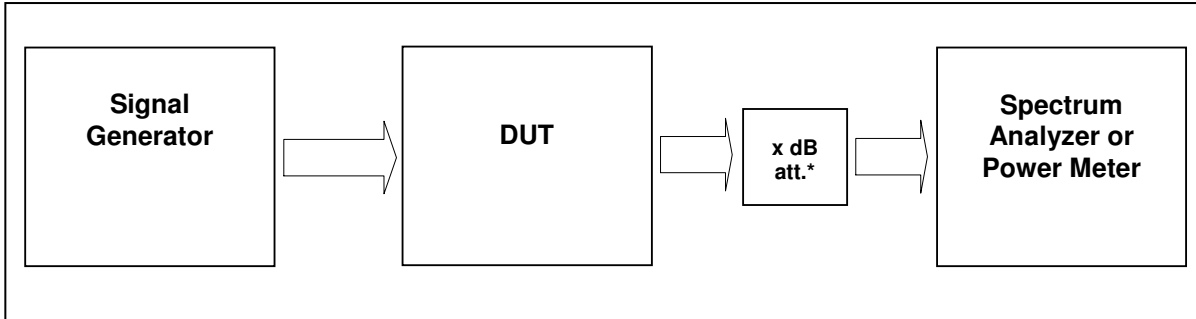 Signal
Generator
DUT
x dB
att.*
Spectrum
Analyzer or
Power Meter